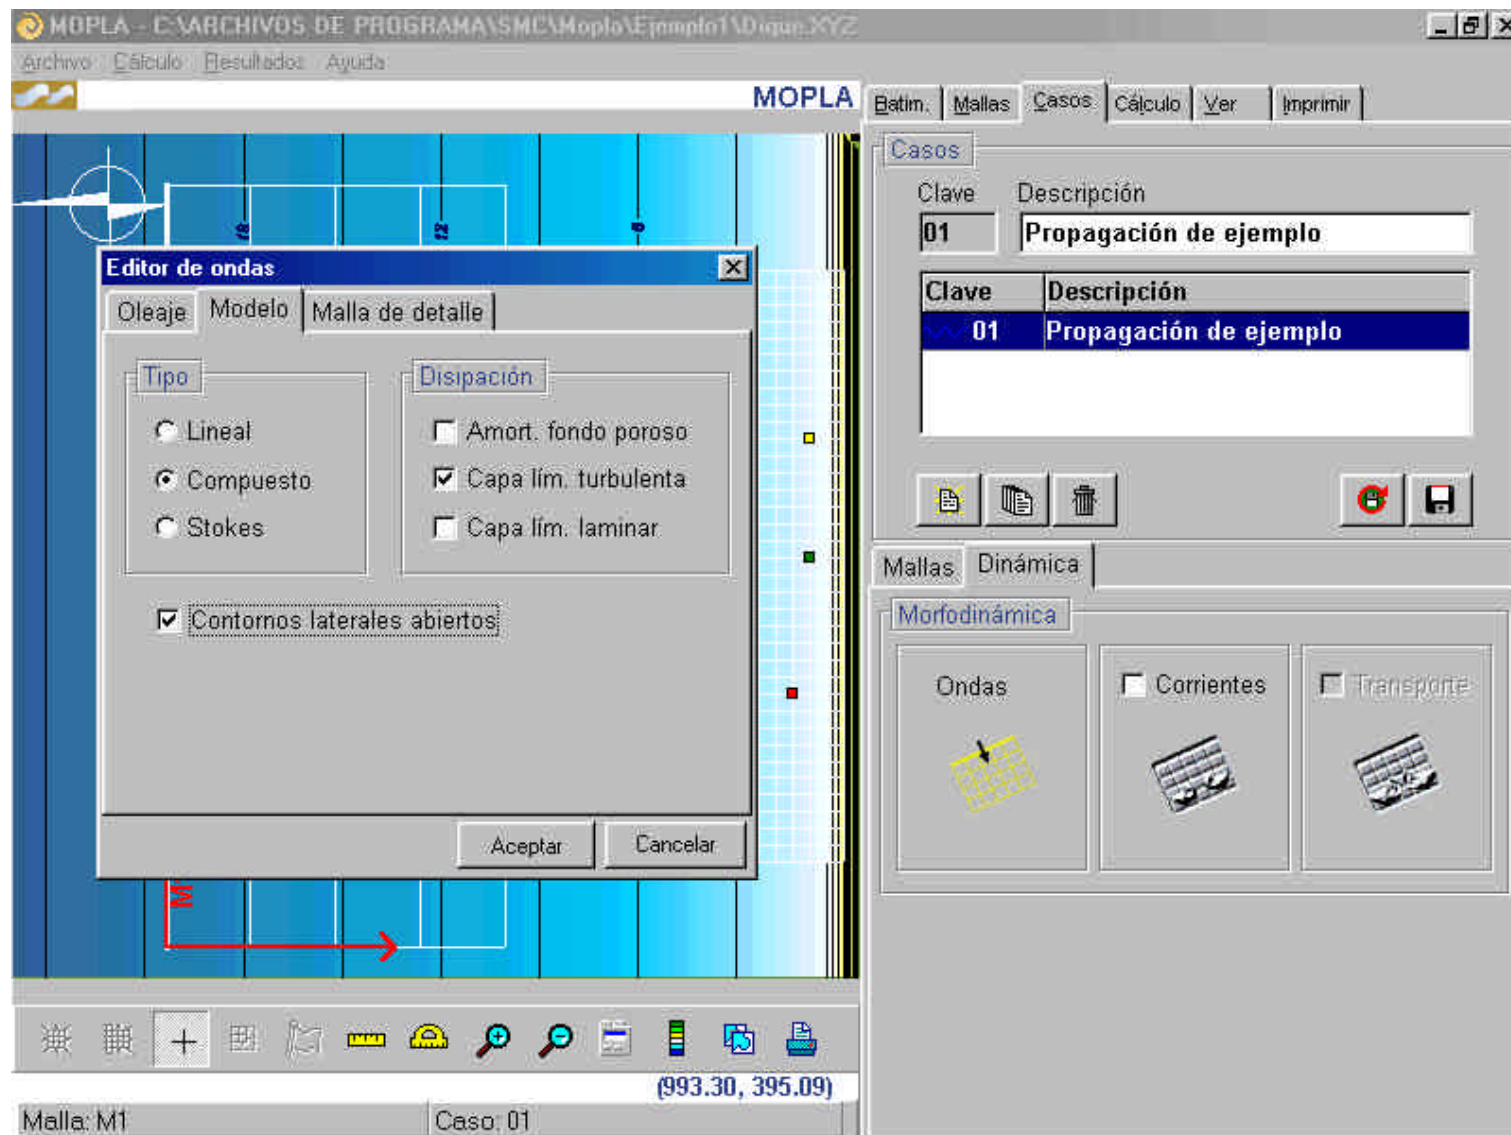 MOPLA - C:\ARCHIVOS DE PROGRAMA\SMC\Mopla\Ejemplo1\Dique.XYZ
Archivo Cálculo Resultados Ayuda
MOPLA
Batim. Mallas Casos Cálculo Ver Imprimir
Casos
Clave Descripción
01 Propagación de ejemplo
Clave Descripción
01 Propagación de ejemplo
18 12 6
Editor de ondas
Oleaje Modelo Malla de detalle
Tipo
Lineal
Compuesto
Stokes
Disipación
Amort. fondo poroso
Capa lím. turbulenta
Capa lím. laminar
Contornos laterales abiertos
Aceptar Cancelar
Mallas Dinámica
Morfodinámica
Ondas Corrientes Transporte
(993.30, 395.09)
Malla: M1 Caso: 01